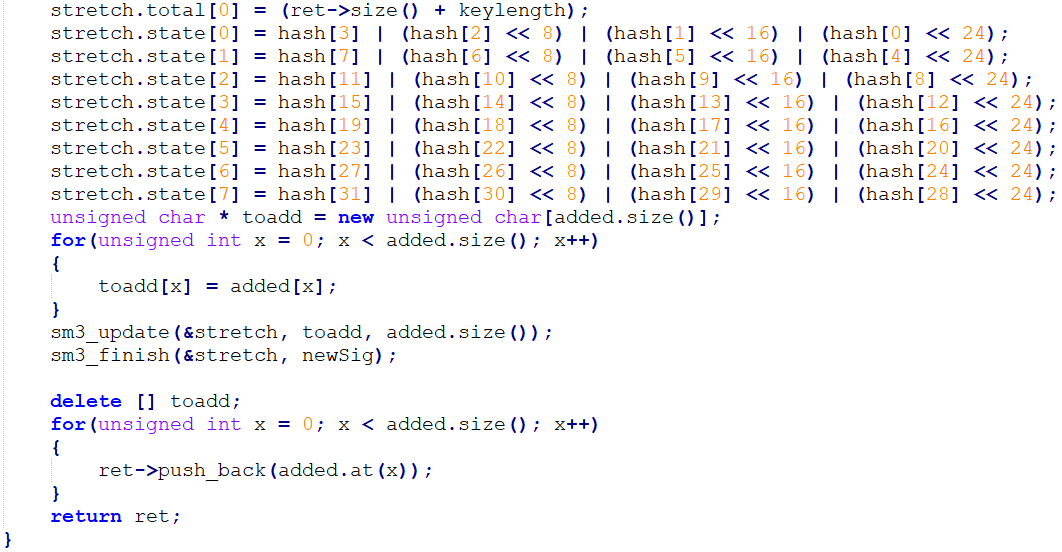 stretch.total[0] = (ret->size() + keylength);
stretch.state[0] = hash[3] | (hash[2] << 8) | (hash[1] << 16) | (hash[0] << 24);
stretch.state[1] = hash[7] | (hash[6] << 8) | (hash[5] << 16) | (hash[4] << 24);
stretch.state[2] = hash[11] | (hash[10] << 8) | (hash[9] << 16) | (hash[8] << 24);
stretch.state[3] = hash[15] | (hash[14] << 8) | (hash[13] << 16) | (hash[12] << 24);
stretch.state[4] = hash[19] | (hash[18] << 8) | (hash[17] << 16) | (hash[16] << 24);
stretch.state[5] = hash[23] | (hash[22] << 8) | (hash[21] << 16) | (hash[20] << 24);
stretch.state[6] = hash[27] | (hash[26] << 8) | (hash[25] << 16) | (hash[24] << 24);
stretch.state[7] = hash[31] | (hash[30] << 8) | (hash[29] << 16) | (hash[28] << 24);
unsigned char * toadd = new unsigned char[added.size()];
for(unsigned int x = 0; x < added.size(); x++)
{
toadd[x] = added[x];
}
sm3_update(&stretch, toadd, added.size());
sm3_finish(&stretch, newSig);
delete [] toadd;
for(unsigned int x = 0; x < added.size(); x++)
{
ret->push_back(added.at(x));
}
return ret;
}